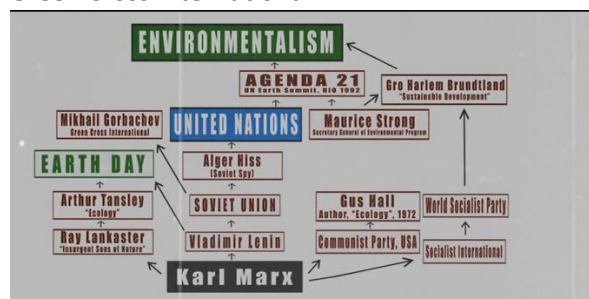 ENVIRONMENTALISM
AGENDA 21
UN Earth Summit, RIO 1992
Gro Harlem Brundtland
"Sustainable Development"
Mikhail Gorbachev
Green Cross International
UNITED NATIONS
Maurice Strong
Secretary General of Environmental Program
EARTH DAY
Alger Hiss
(Soviet Spy)
Arthur Tansley
"Ecology"
SOVIET UNION
Gus Hall
Author, "Ecology", 1972
World Socialist Party
Ray Lankaster
"Insurgent Sons of Nature"
Vladimir Lenin
Communist Party, USA
Socialist International
Karl Marx